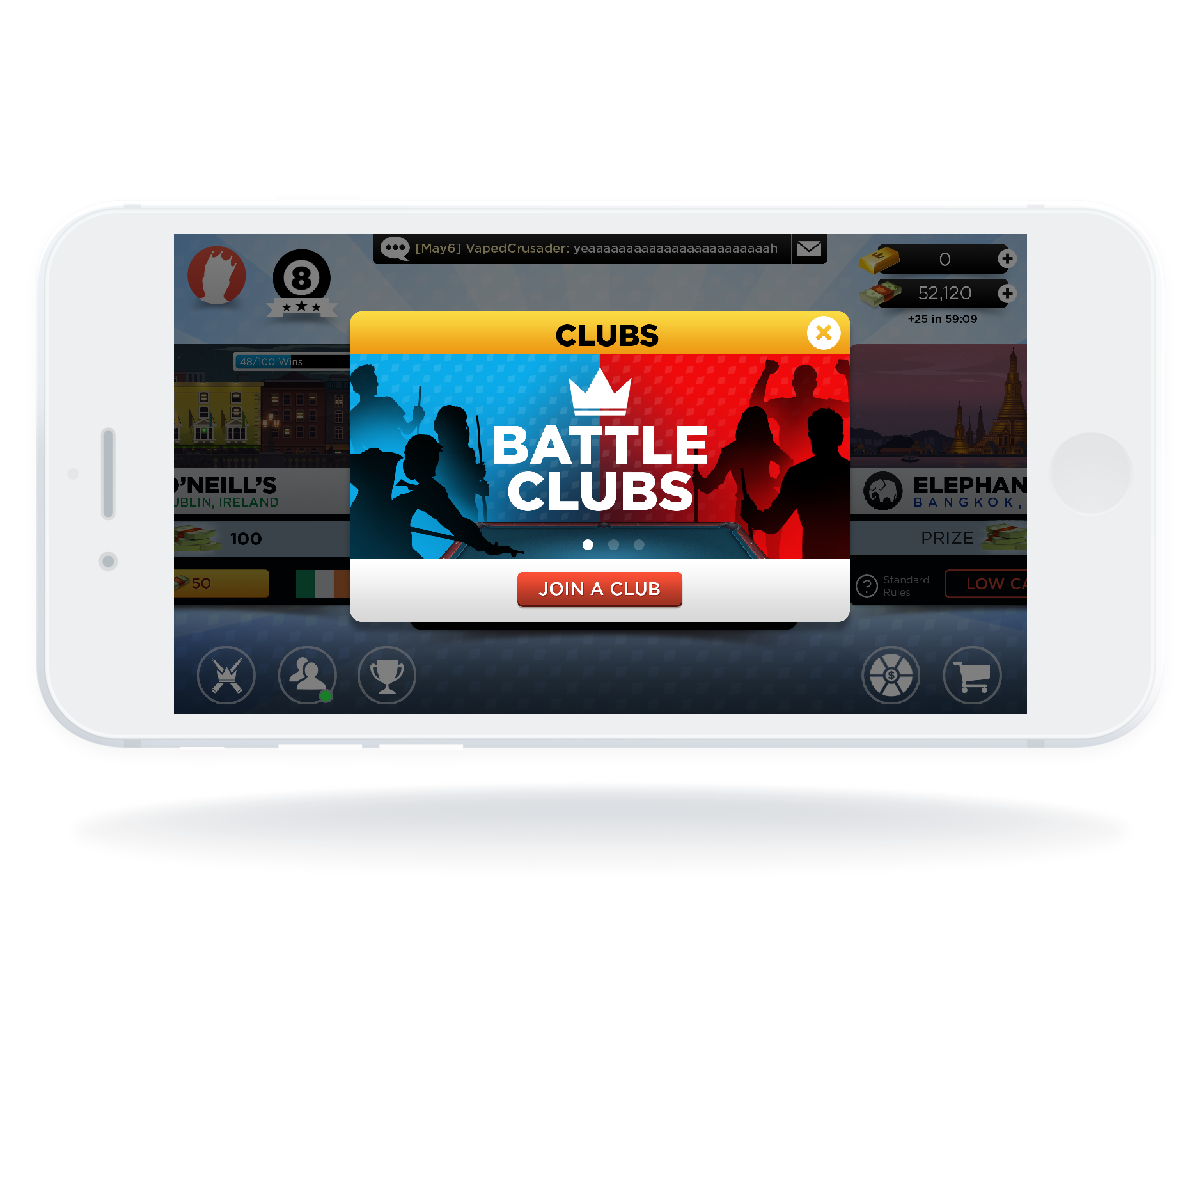 [May6] VapedCrusader: yeaaaaaaaaaaaaaaaaaaaaaaaaah
8
0
52,120
+25 in 59:09
CLUBS
48/100 Wins
BATTLE
CLUBS
O'NEILL'S
UBLIN, IRELAND
ELEPHAN
BANGKOK,
100
PRIZE
50
JOIN A CLUB
?
Standard
Rules
LOW CA
$